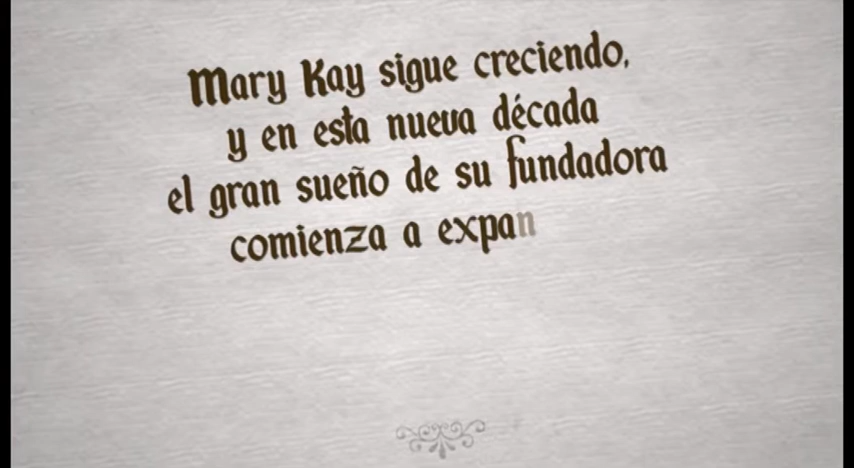 Mary Kay sigue creciendo,
y en esta nueva década
el gran sueño de su fundadora
comienza a expan